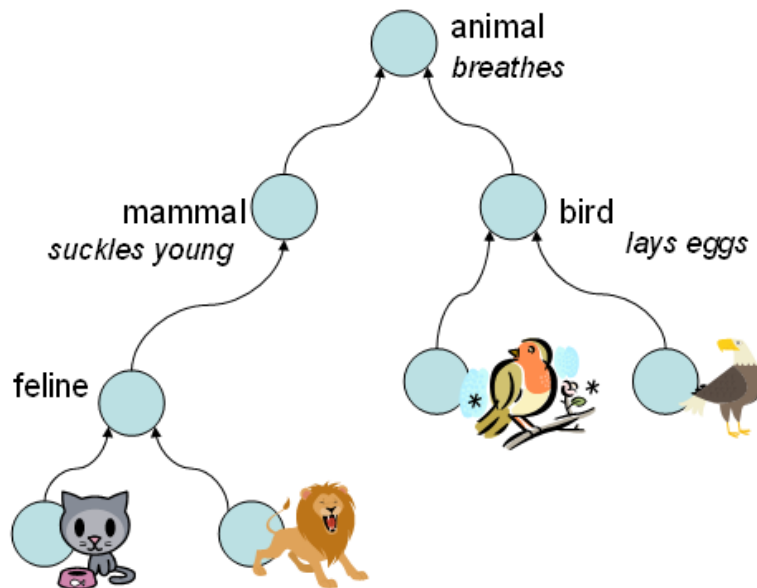 animal
breathes
mammal
suckles young
bird
lays eggs
feline